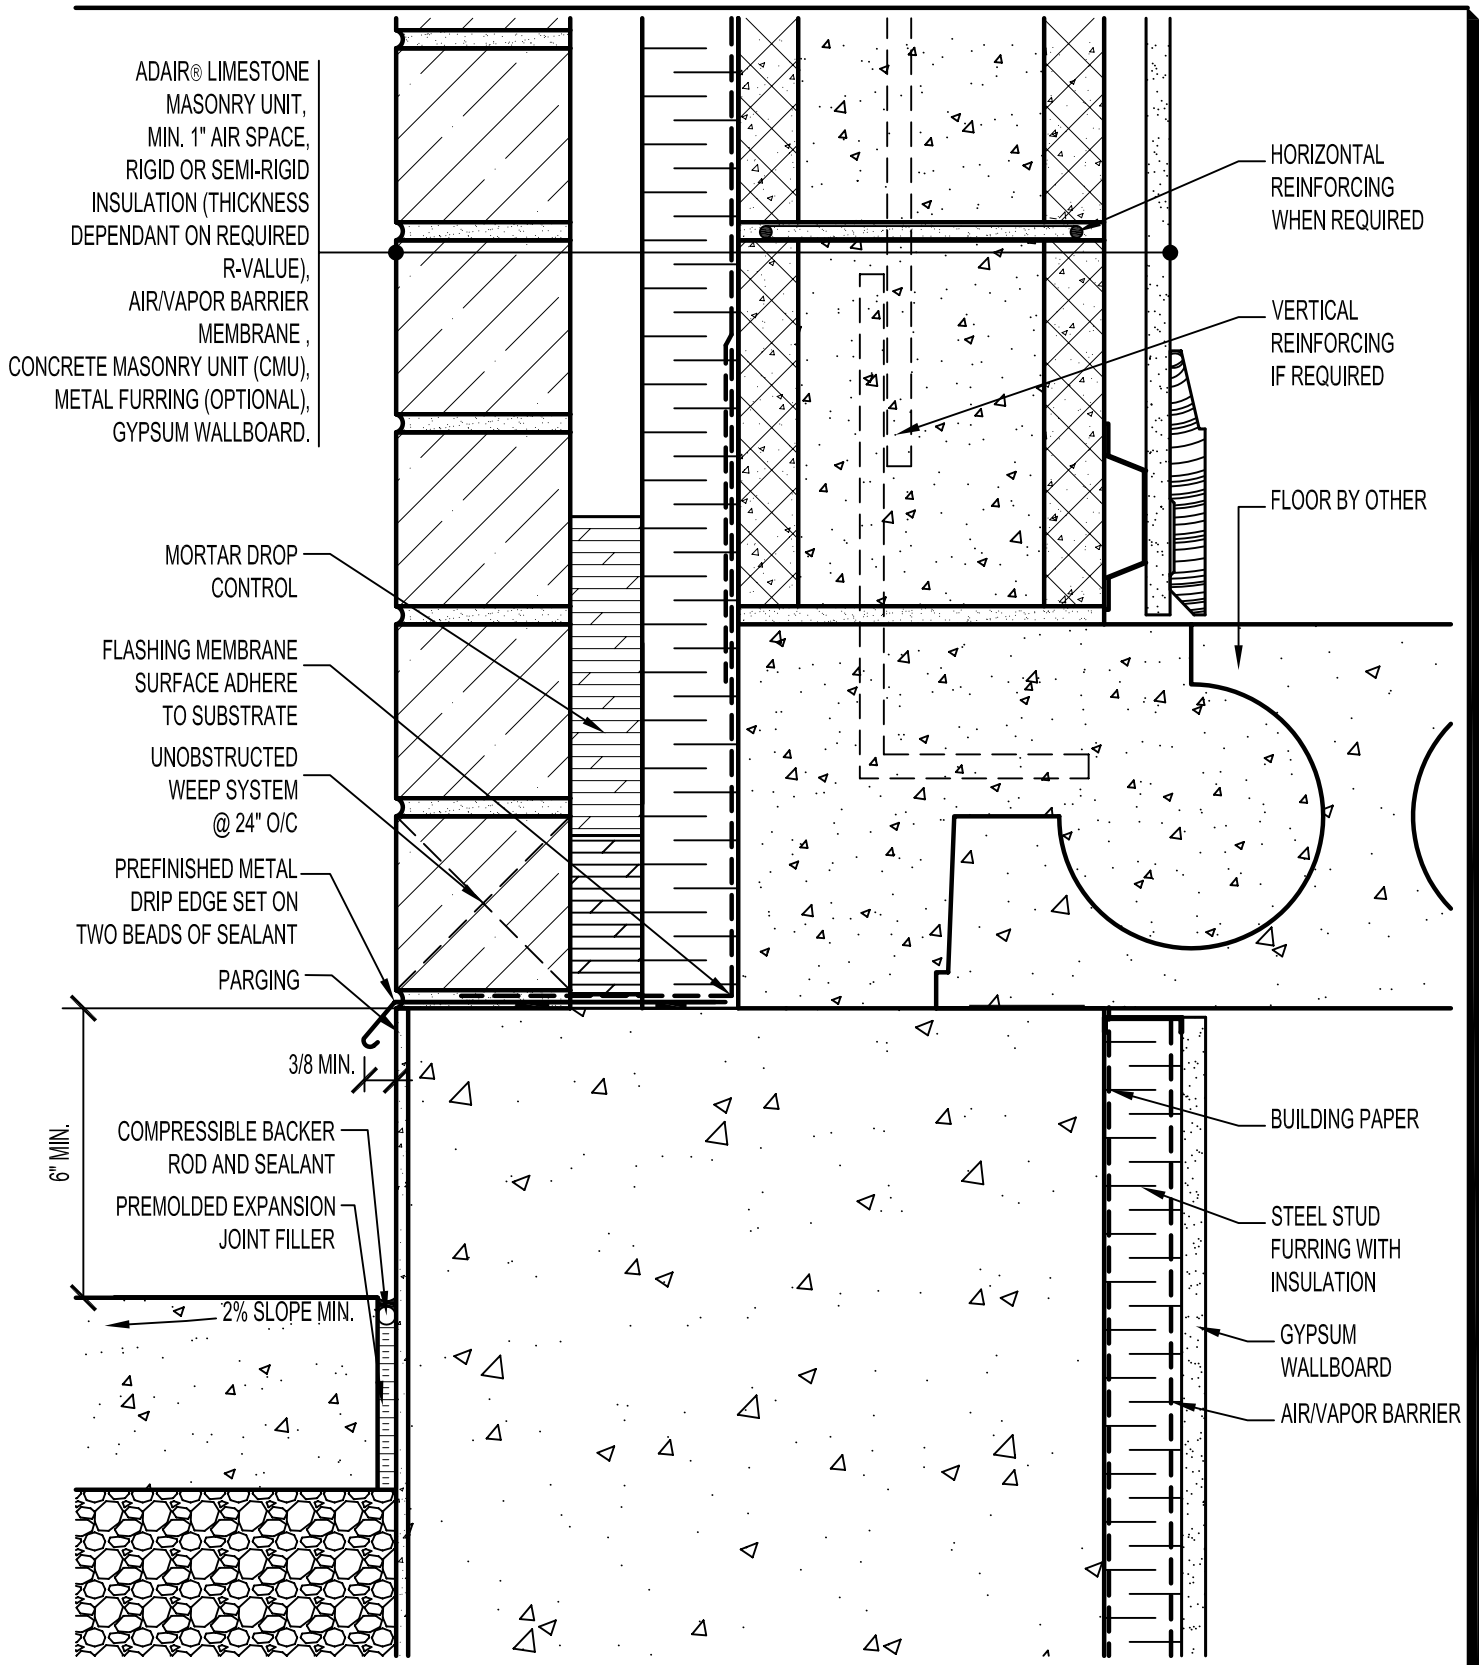 ADAIR® LIMESTONE
MASONRY UNIT,
MIN. 1" AIR SPACE,
RIGID OR SEMI-RIGID
INSULATION (THICKNESS
DEPENDANT ON REQUIRED
R-VALUE),
AIR/VAPOR BARRIER
MEMBRANE ,
CONCRETE MASONRY UNIT (CMU),
METAL FURRING (OPTIONAL),
GYPSUM WALLBOARD.
HORIZONTAL
REINFORCING
WHEN REQUIRED
VERTICAL
REINFORCING
IF REQUIRED
FLOOR BY OTHER
MORTAR DROP
CONTROL
FLASHING MEMBRANE
SURFACE ADHERE
TO SUBSTRATE
UNOBSTRUCTED
WEEP SYSTEM
@ 24" O/C
PREFINISHED METAL
DRIP EDGE SET ON
TWO BEADS OF SEALANT
PARGING
3/8 MIN.
6" MIN.
COMPRESSIBLE BACKER
ROD AND SEALANT
PREMOLDED EXPANSION
JOINT FILLER
2% SLOPE MIN.
BUILDING PAPER
STEEL STUD
FURRING WITH
INSULATION
GYPSUM
WALLBOARD
AIR/VAPOR BARRIER